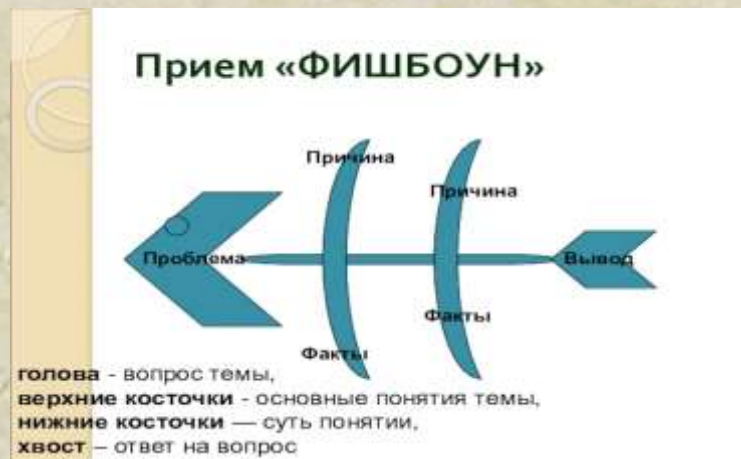 Прием «ФИШБОУН»
Причина
Причина
Проблема
Вывод
Факты
Факты
голова - вопрос темы,
верхние косточки - основные понятия темы,
нижние косточки — суть понятии,
хвост – ответ на вопрос